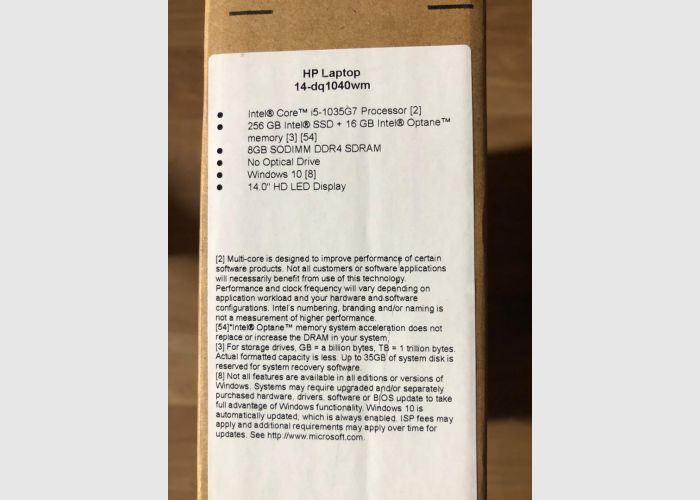 HP Laptop
14-dq1040wm
● Intel® Core™ i5-1035G7 Processor [2]
● 256 GB Intel® SSD + 16 GB Intel® Optane™
memory [3] [54]
● 8GB SODIMM DDR4 SDRAM
● No Optical Drive
● Windows 10 [8]
● 14.0" HD LED Display
[2] Multi-core is designed to improve performance of certain
software products. Not all customers or software applications
will necessarily benefit from use of this technology.
Performance and clock frequency will vary depending on
application workload and your hardware and software
configurations. Intel's numbering, branding and/or naming is
not a measurement of higher performance.
[54]*Intel® Optane™ memory system acceleration does not
replace or increase the DRAM in your system.
[3] For storage drives, GB = a billion bytes, TB = 1 trillion bytes.
Actual formatted capacity is less. Up to 35GB of system disk is
reserved for system recovery software.
[8] Not all features are available in all editions or versions of
Windows. Systems may require upgraded and/or separately
purchased hardware, drivers, software or BIOS update to take
full advantage of Windows functionality. Windows 10 is
automatically updated, which is always enabled. ISP fees may
apply and additional requirements may apply over time for
updates. See http://www.microsoft.com.